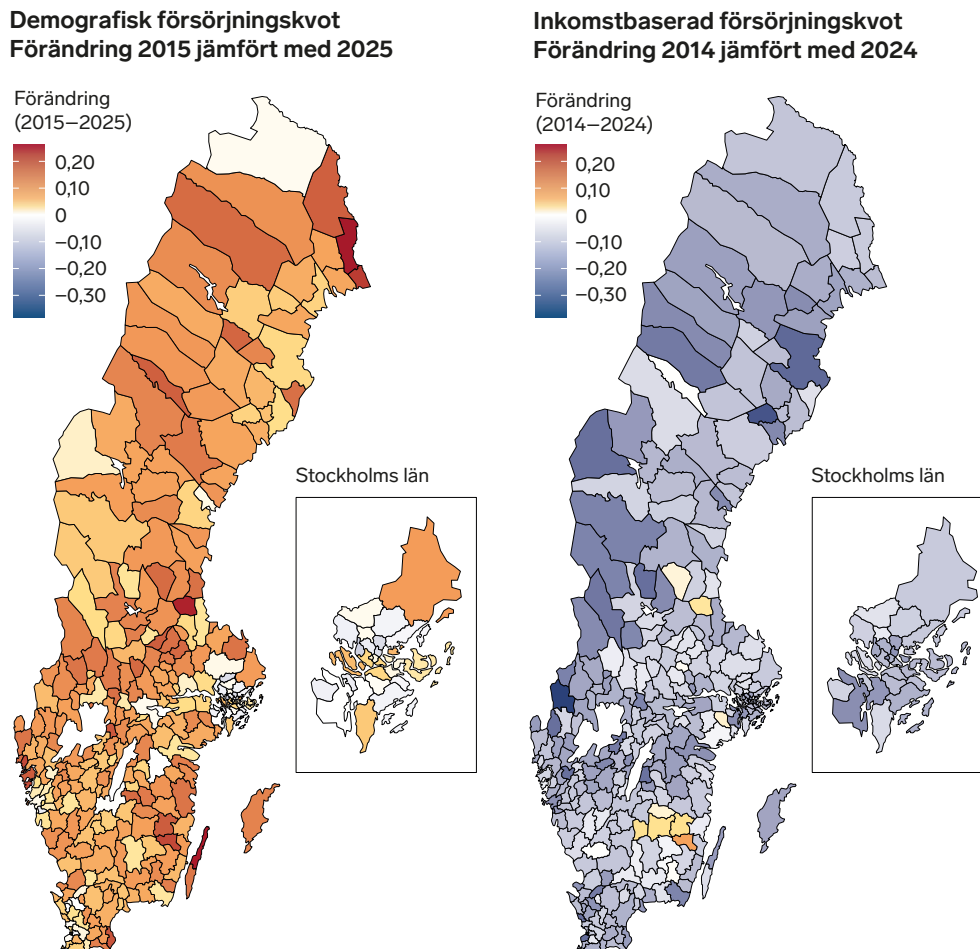 Demografisk försörjningskvot
Förändring 2015 jämfört med 2025
Förändring
(2015–2025)
0,20
0,10
0
–0,10
–0,20
–0,30
Stockholms län
Inkomstbaserad försörjningskvot
Förändring 2014 jämfört med 2024
Förändring
(2014–2024)
0,20
0,10
0
–0,10
–0,20
–0,30
Stockholms län